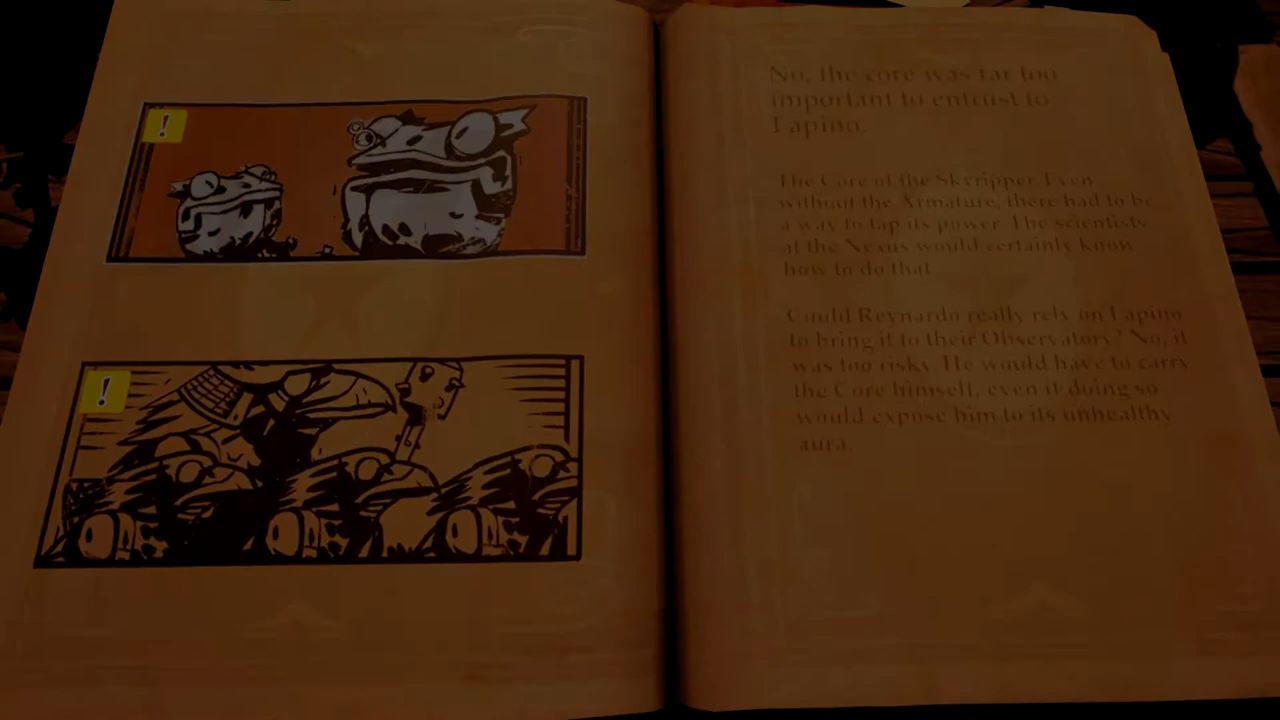 !
!
No, the core was far too
important to entrust to
Lapino.
The Core of the Skyripper. Even
without the Armature, there had to be
a way to tap its power. The scientists
at the Nexus would certainly know
how to do that.
Could Reynardo really rely on Lapino
to bring it to their Observatory? No, it
was too risky. He would have to carry
the Core himself, even if doing so
would expose him to its unhealthy
aura.